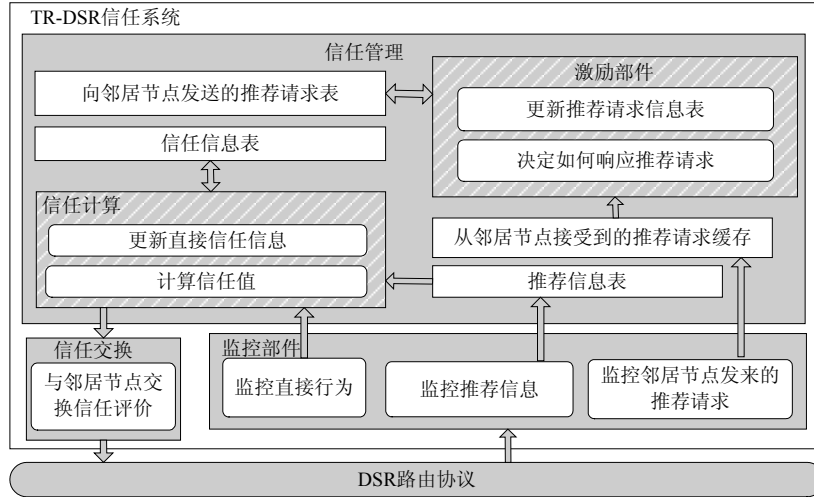 TR-DSR信任系统
信任管理
向邻居节点发送的推荐请求表
激励部件
更新推荐请求信息表
信任信息表
决定如何响应推荐请求
信任计算
更新直接信任信息
从邻居节点接受到的推荐请求缓存
计算信任值
推荐信息表
信任交换
与邻居节点交
换信任评价
监控部件
监控直接行为
监控推荐信息
监控邻居节点发来的
推荐请求
DSR路由协议